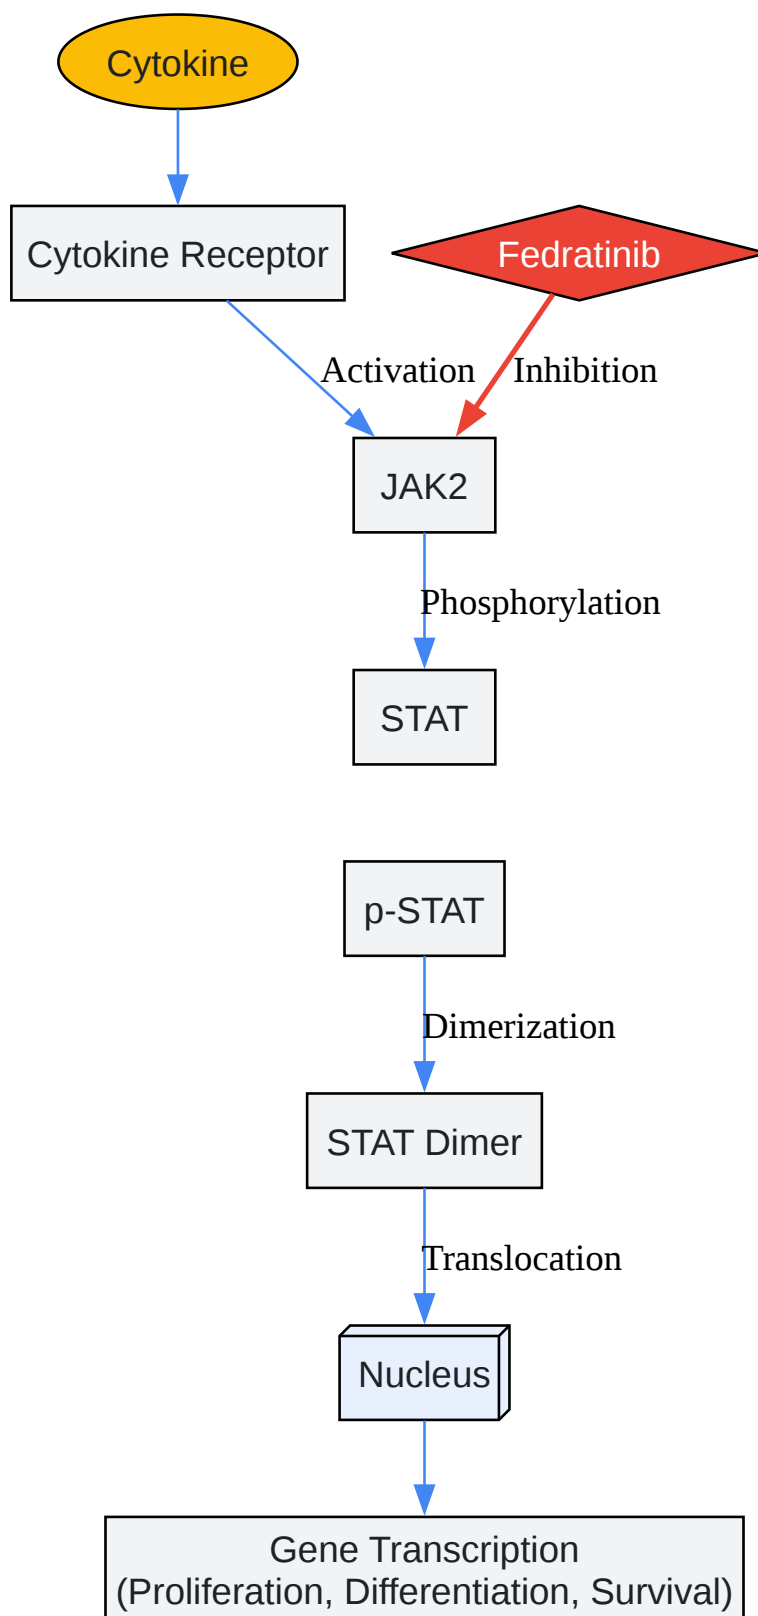 Cytokine
Cytokine Receptor
Fedratinib
Activation
Inhibition
JAK2
Phosphorylation
STAT
p-STAT
Dimerization
STAT Dimer
Translocation
Nucleus
Gene Transcription
(Proliferation, Differentiation, Survival)